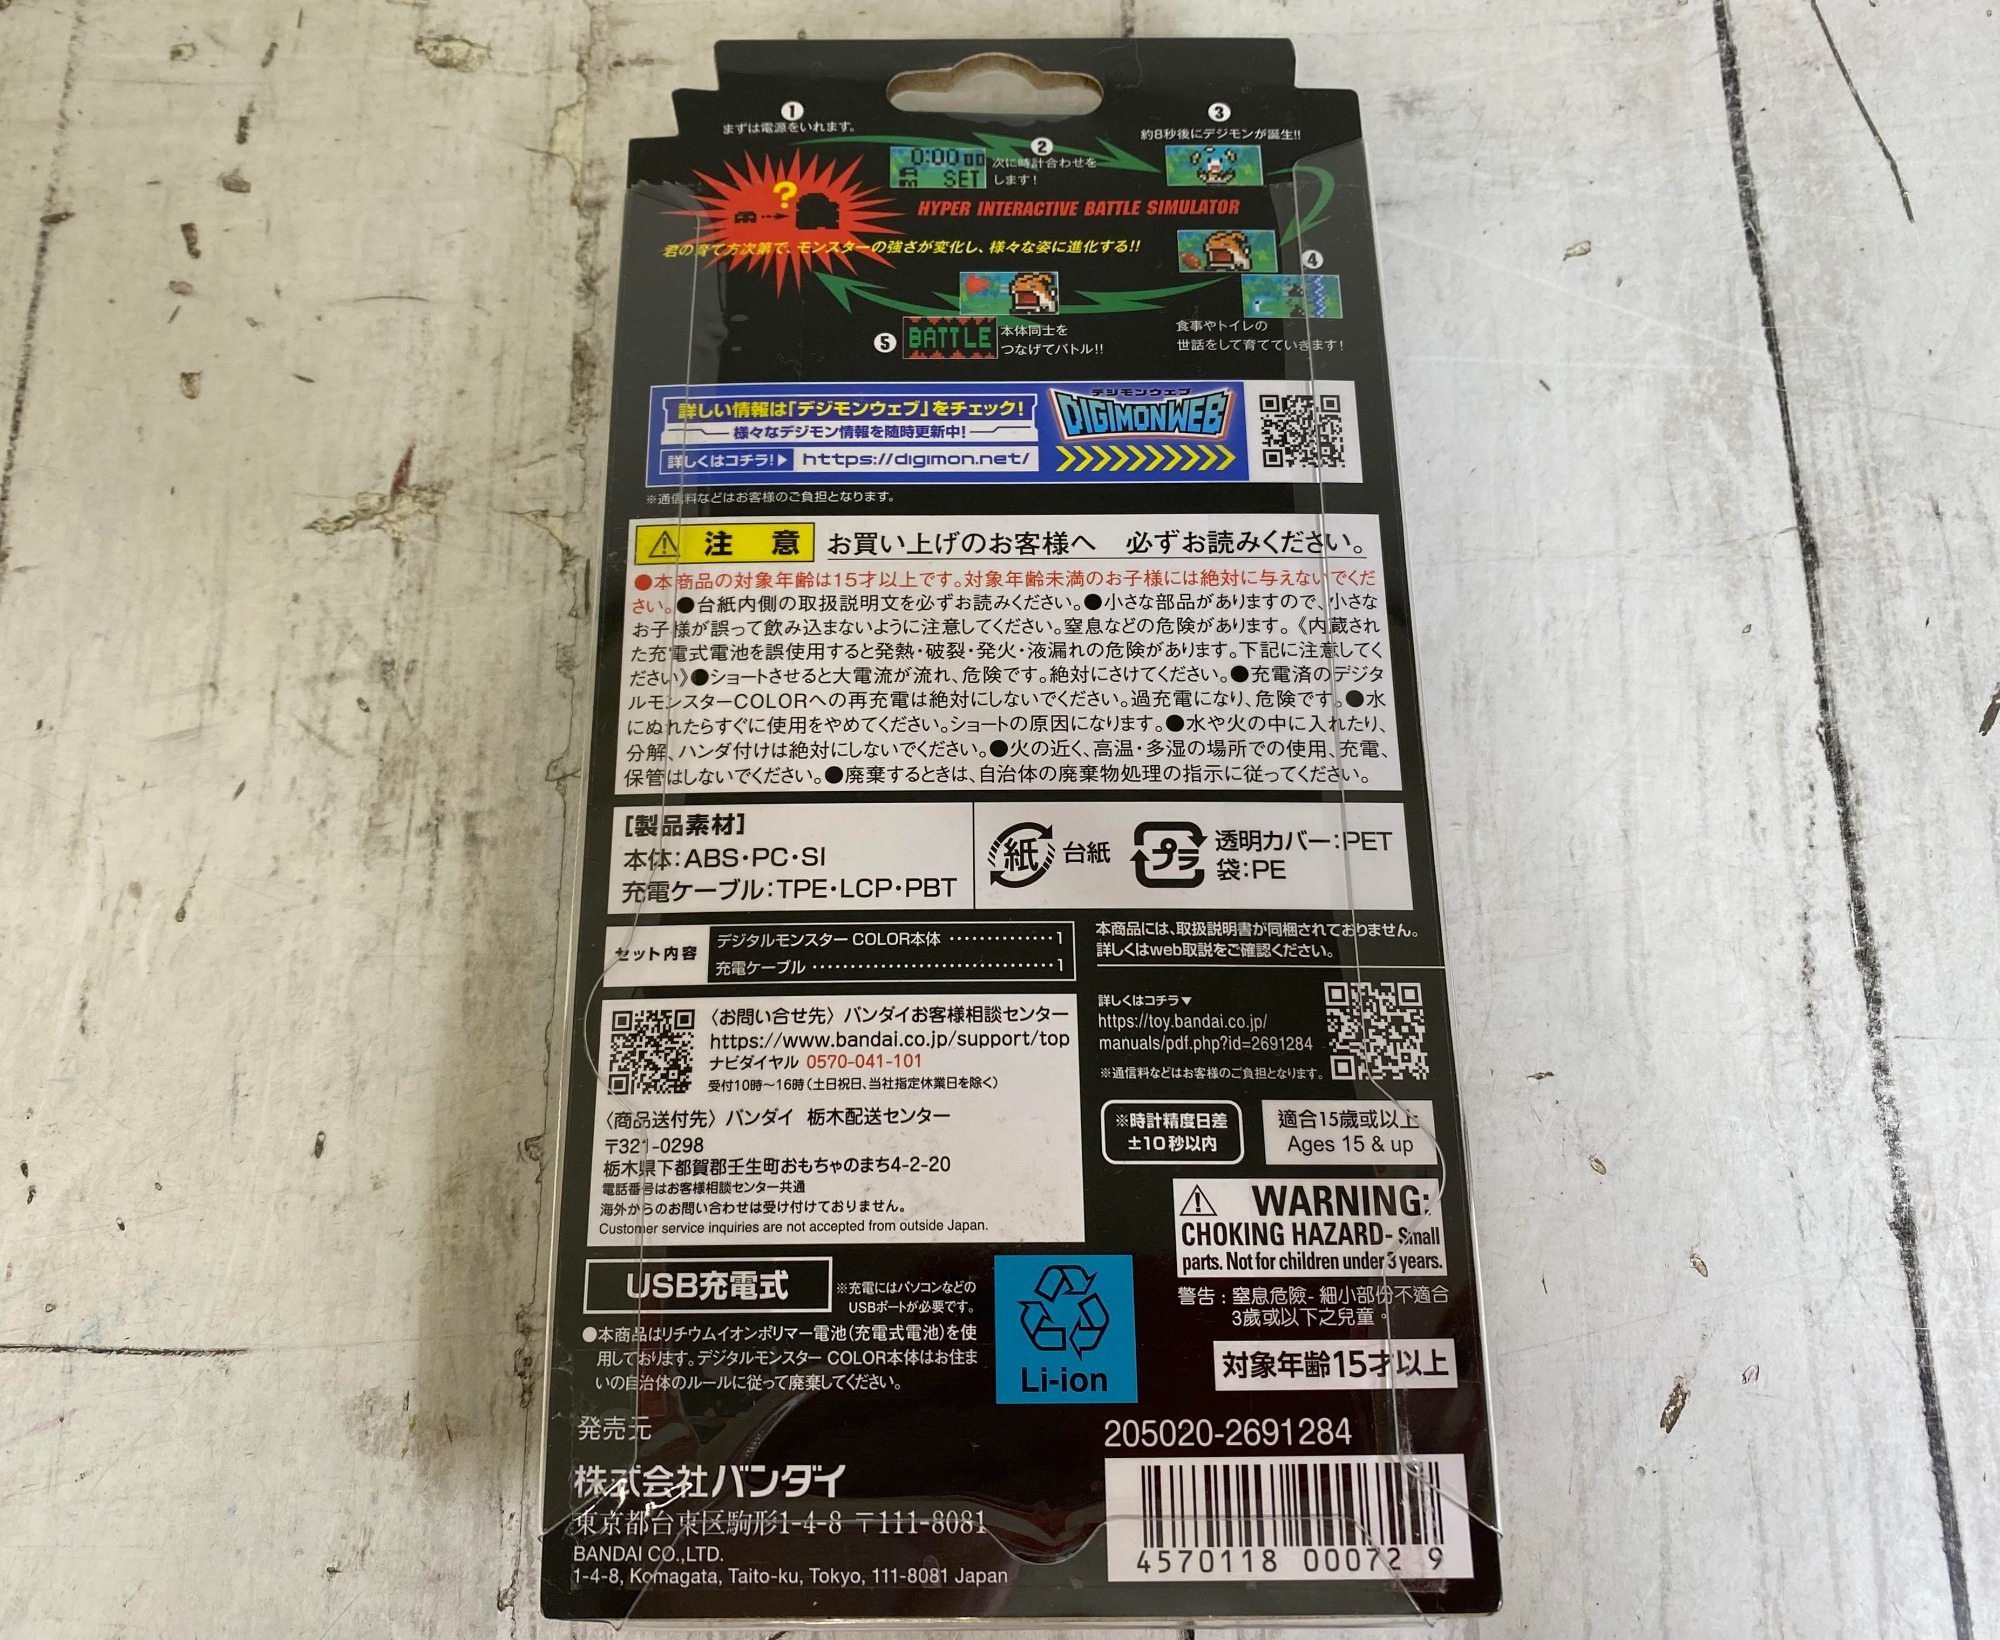 ①
まずは電源をいれます。
0:00 00
AM SET
②
次に時計合わせを
します!
③
約8秒後にデジモンが誕生!!
?
HYPER INTERACTIVE BATTLE SIMULATOR
君の育て方次第で、モンスターの強さが変化し、様々な姿に進化する!!
④
食事やトイレの
世話をして育てていきます!
⑤
BATTLE
本体同士を
つなげてバトル!!
詳しい情報は「デジモンウェブ」をチェック!
様々なデジモン情報を随時更新中!
詳しくはコチラ!▶ https://digimon.net/
デジモンウェブ
DIGIMONWEB
※通信料などはお客様のご負担となります。
⚠ 注 意 お買い上げのお客様へ 必ずお読みください。
●本商品の対象年齢は15才以上です。対象年齢未満のお子様には絶対に与えないでくだ
さい。●台紙内側の取扱説明文を必ずお読みください。●小さな部品がありますので、小さな
お子様が誤って飲み込まないように注意してください。窒息などの危険があります。《内蔵され
た充電式電池を誤使用すると発熱・破裂・発火・液漏れの危険があります。下記に注意してく
ださい》●ショートさせると大電流が流れ、危険です。絶対にさけてください。●充電済のデジタ
ルモンスターCOLORへの再充電は絶対にしないでください。過充電になり、危険です。●水
にぬれたらすぐに使用をやめてください。ショートの原因になります。●水や火の中に入れたり、
分解、ハンダ付けは絶対にしないでください。●火の近く、高温・多湿の場所での使用、充電、
保管はしないでください。●廃棄するときは、自治体の廃棄物処理の指示に従ってください。
[製品素材]
本体:ABS・PC・SI
充電ケーブル:TPE・LCP・PBT
紙 台紙
プラ 透明カバー:PET
袋:PE
セット内容
デジタルモンスター COLOR本体 ··············1
充電ケーブル ································1
本商品には、取扱説明書が同梱されておりません。
詳しくはweb取説をご確認ください。
詳しくはコチラ▼
https://toy.bandai.co.jp/
manuals/pdf.php?id=2691284
※通信料などはお客様のご負担となります。
〈お問い合せ先〉バンダイお客様相談センター
https://www.bandai.co.jp/support/top
ナビダイヤル 0570-041-101
受付10時〜16時(土日祝日、当社指定休業日を除く)
〈商品送付先〉バンダイ 栃木配送センター
〒321-0298
栃木県下都賀郡壬生町おもちゃのまち4-2-20
電話番号はお客様相談センター共通
海外からのお問い合わせは受け付けておりません。
Customer service inquiries are not accepted from outside Japan.
※時計精度日差
±10秒以内
適合15歲或以上
Ages 15 & up
⚠ WARNING:
CHOKING HAZARD- Small
parts. Not for children under 3 years.
警告 : 窒息危險- 細小部份不適合
3歲或以下之兒童。
対象年齢15才以上
USB充電式
※充電にはパソコンなどの
USBポートが必要です。
●本商品はリチウムイオンポリマー電池(充電式電池)を使
用しております。デジタルモンスター COLOR本体はお住ま
いの自治体のルールに従って廃棄してください。
Li-ion
発売元
株式会社バンダイ
東京都台東区駒形1-4-8 〒111-8081
BANDAI CO.,LTD.
1-4-8, Komagata, Taito-ku, Tokyo, 111-8081 Japan
205020-2691284
4570118 00072 9